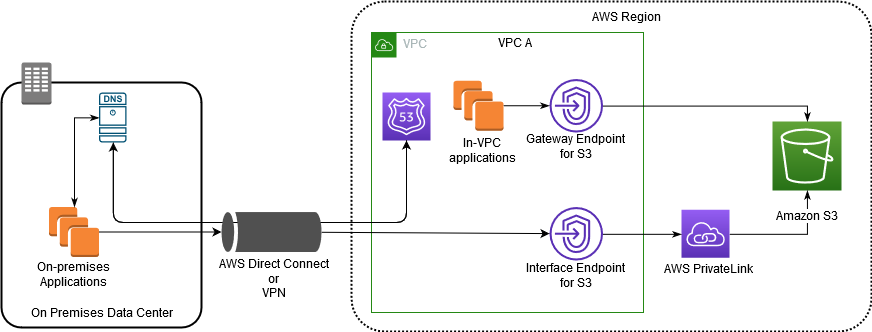 AWS Region
VPC
VPC A
DNS
53
In-VPC
applications
Gateway Endpoint
for S3
Amazon S3
On-premises
Applications
AWS Direct Connect
or
VPN
Interface Endpoint
for S3
AWS PrivateLink
On Premises Data Center